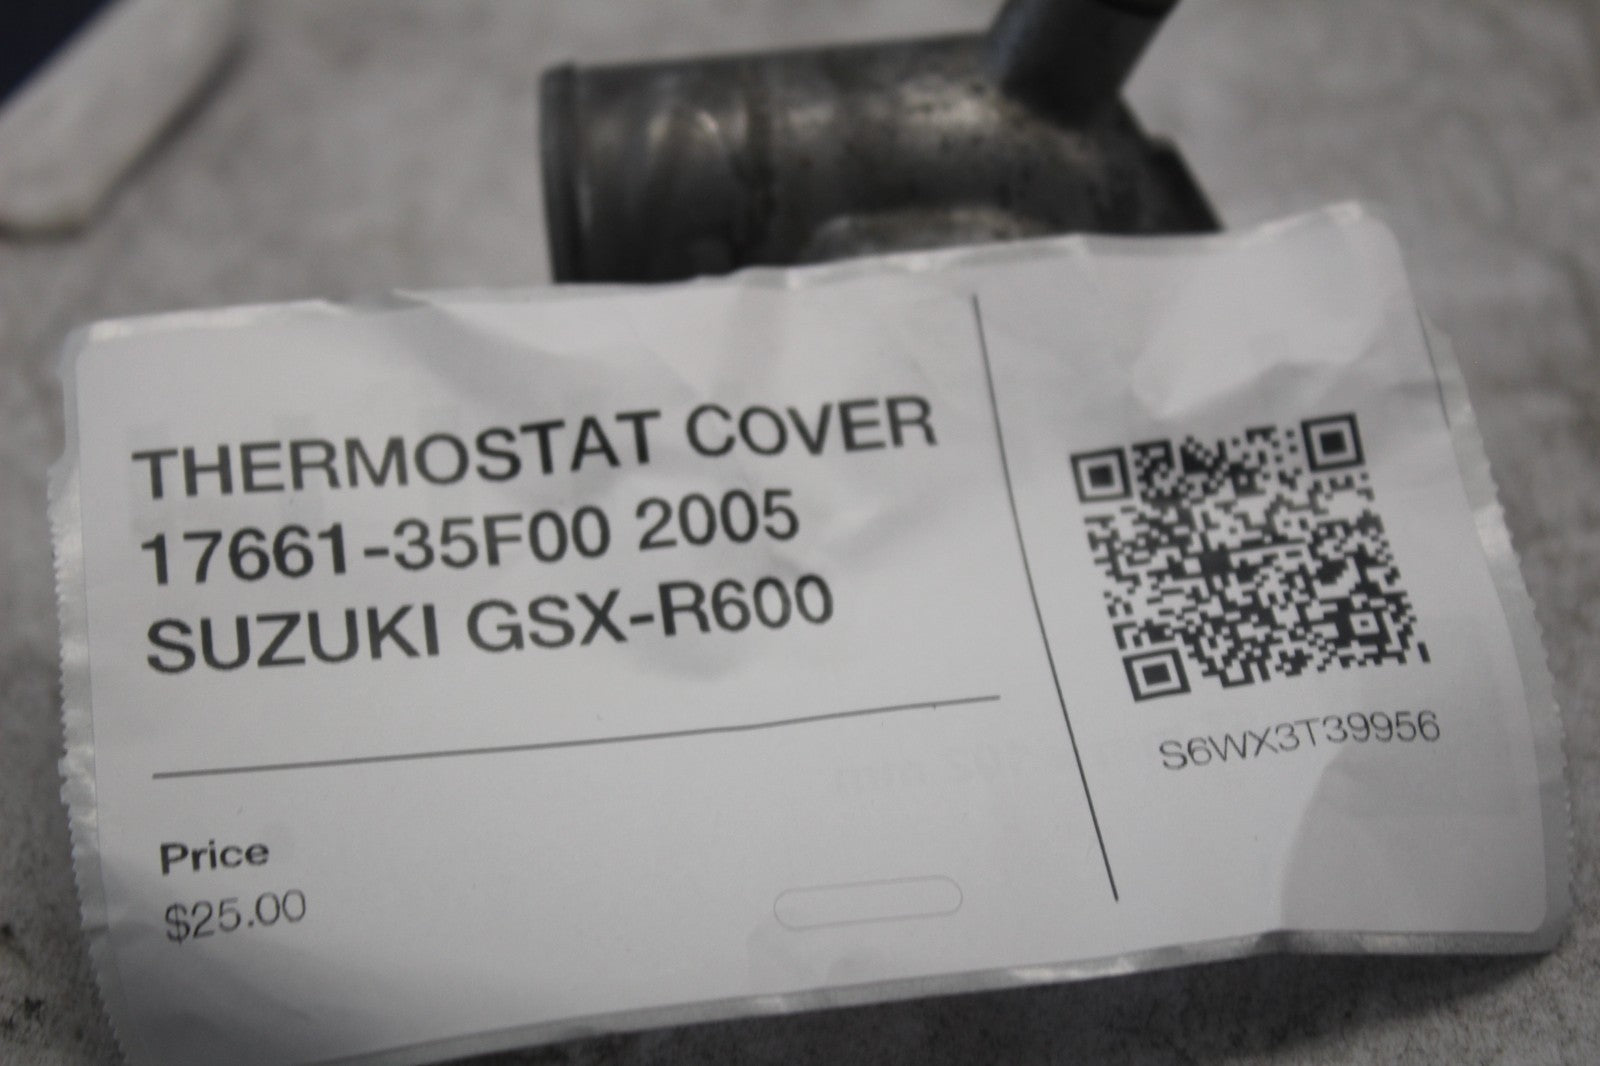 THERMOSTAT COVER
17661-35F00 2005
SUZUKI GSX-R600
S6WX3T39956
Price
$25.00